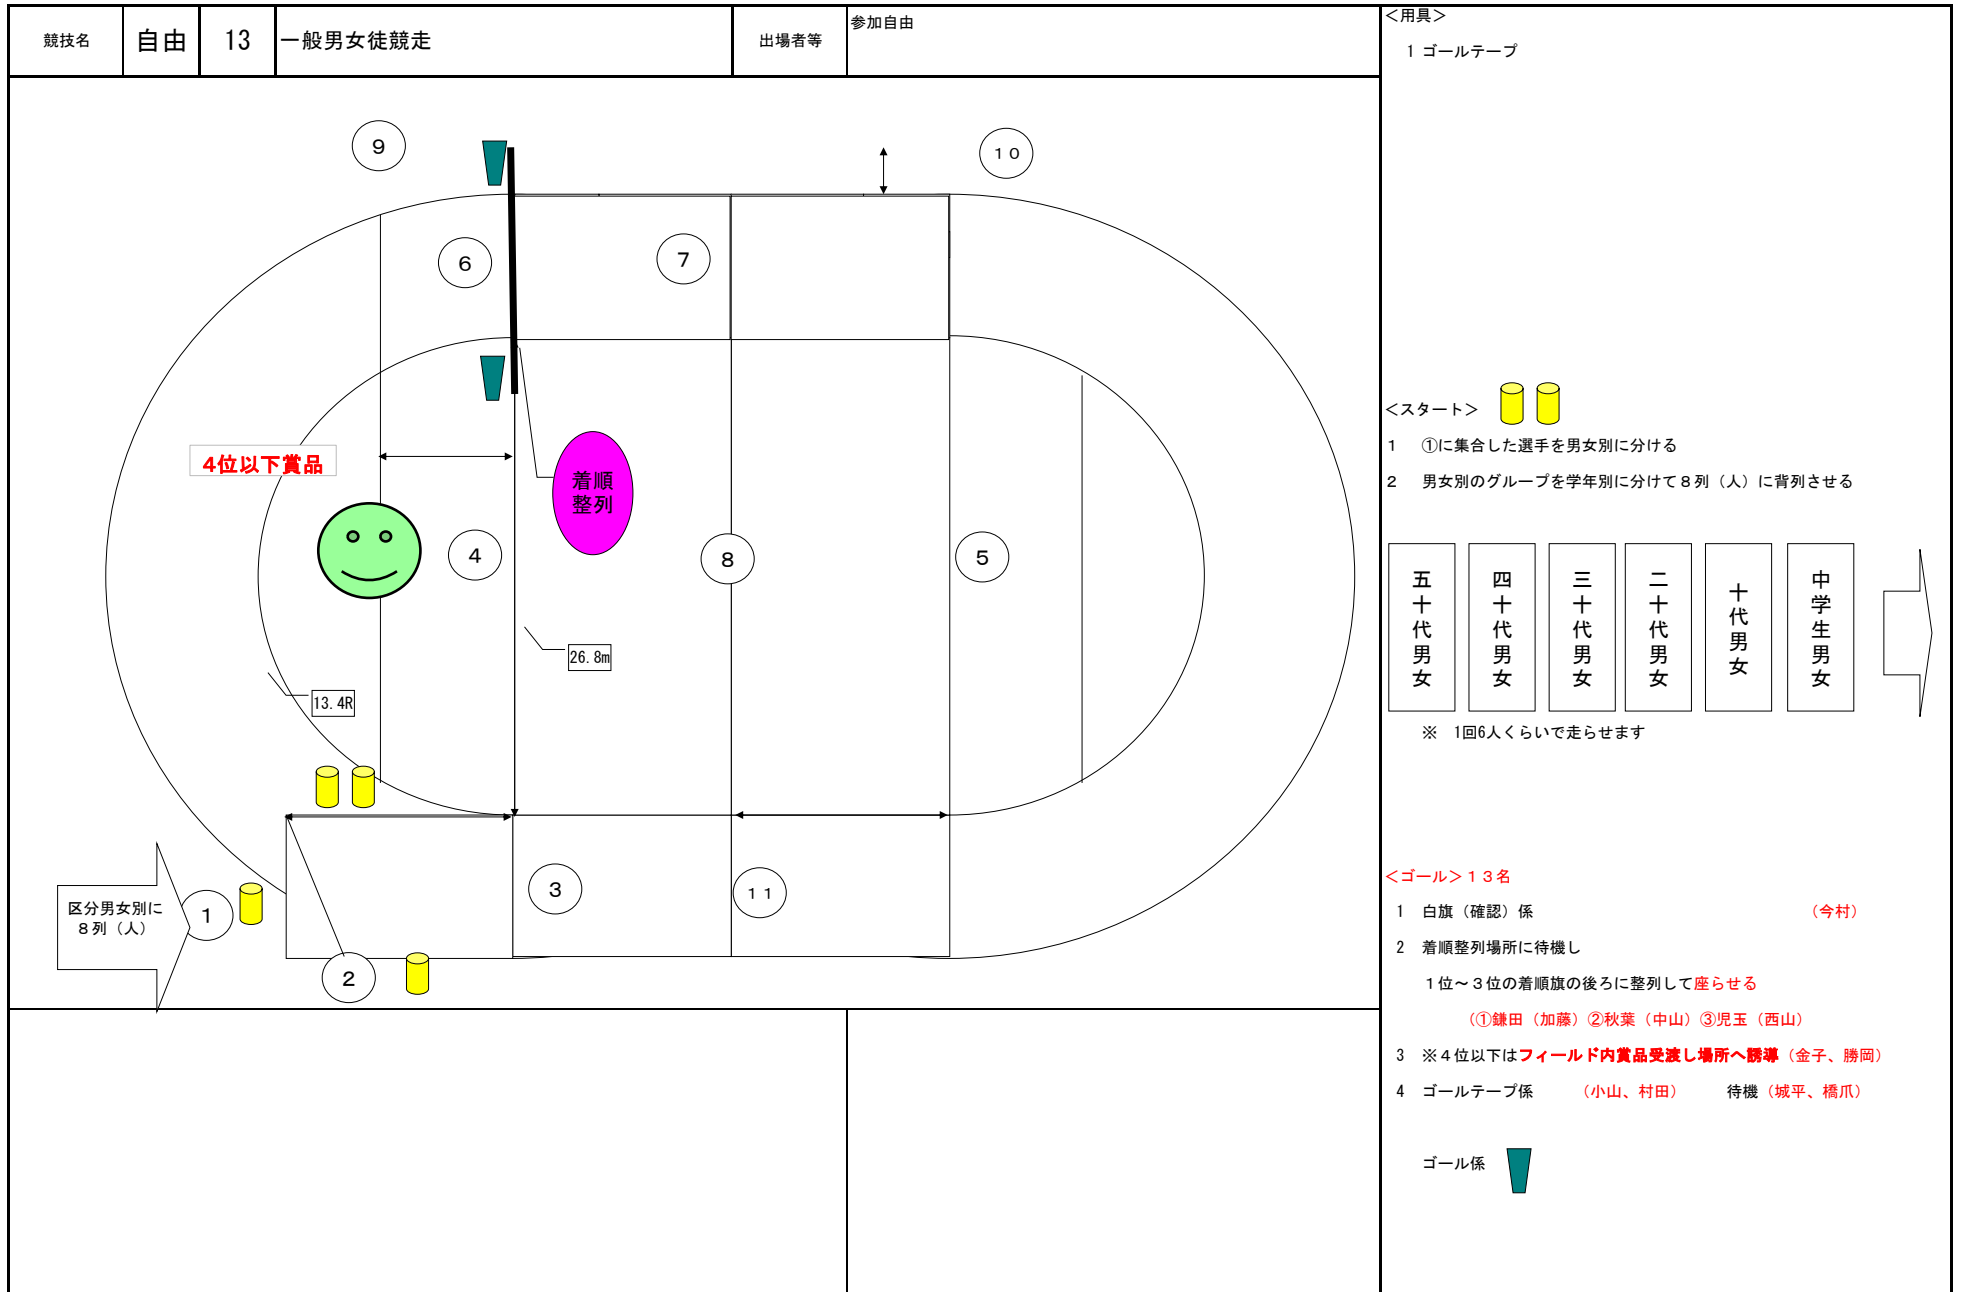 競技名 自由 13 一般男女徒競走 出場者等 参加自由
9
10
6
7
4位以下賞品
着順
整列
4
8
5
26.8m
13.4R
区分男女別に
8列（人）
1
3
11
2
＜用具＞
1 ゴールテープ
＜スタート＞
1 ①に集合した選手を男女別に分ける
2 男女別のグループを学年別に分けて８列（人）に背列させる
五十代男女
四十代男女
三十代男女
二十代男女
十代男女
中学生男女
※ 1回6人くらいで走らせます
＜ゴール＞１３名
1 白旗（確認）係 （今村）
2 着順整列場所に待機し
１位～３位の着順旗の後ろに整列して座らせる
（①鎌田（加藤）②秋葉（中山）③児玉（西山）
3 ※４位以下はフィールド内賞品受渡し場所へ誘導（金子、勝岡）
4 ゴールテープ係 （小山、村田） 待機（城平、橋爪）
ゴール係